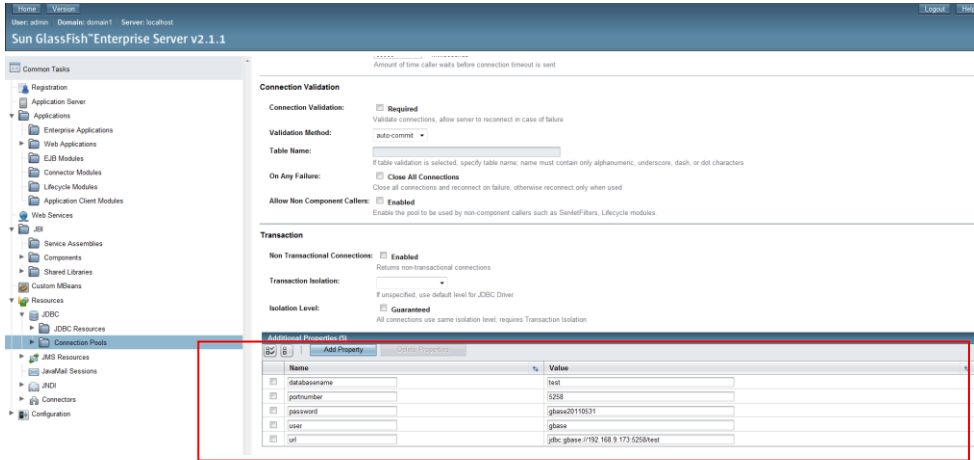 Home Version Logout Help
User: admin Domain: domain1 Server: localhost
Sun GlassFish™ Enterprise Server v2.1.1
Common Tasks
Registration
Application Server
Applications
Enterprise Applications
Web Applications
EJB Modules
Connector Modules
Lifecycle Modules
Application Client Modules
Web Services
JBI
Service Assemblies
Components
Shared Libraries
Custom MBeans
Resources
JDBC
JDBC Resources
Connection Pools
JMS Resources
JavaMail Sessions
JNDI
Connectors
Configuration
Amount of time caller waits before connection timeout is sent
Connection Validation
Connection Validation: Required
Validate connections, allow server to reconnect in case of failure
Validation Method: auto-commit
Table Name:
If table validation is selected, specify table name; name must contain only alphanumeric, underscore, dash, or dot characters
On Any Failure: Close All Connections
Close all connections and reconnect on failure, otherwise reconnect only when used
Allow Non Component Callers: Enabled
Enable the pool to be used by non-component callers such as ServletFilters, Lifecycle modules.
Transaction
Non Transactional Connections: Enabled
Returns non-transactional connections
Transaction Isolation:
If unspecified, use default level for JDBC Driver
Isolation Level: Guaranteed
All connections use same isolation level; requires Transaction Isolation
Additional Properties (5)
Add Property Delete Properties
Name Value
databasename test
portnumber 5258
password gbase20110531
user gbase
url jdbc:gbase://192.168.9.173:5258/test